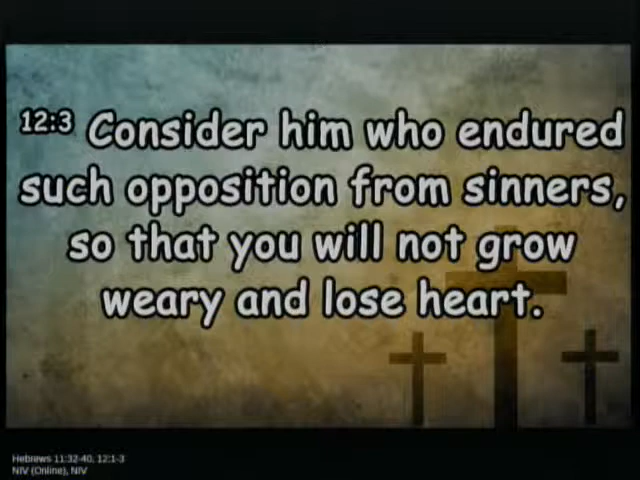 12:3 Consider him who endured
such opposition from sinners,
so that you will not grow
weary and lose heart.
Hebrews 11:32-40, 12:1-3
NIV (Online), NIV